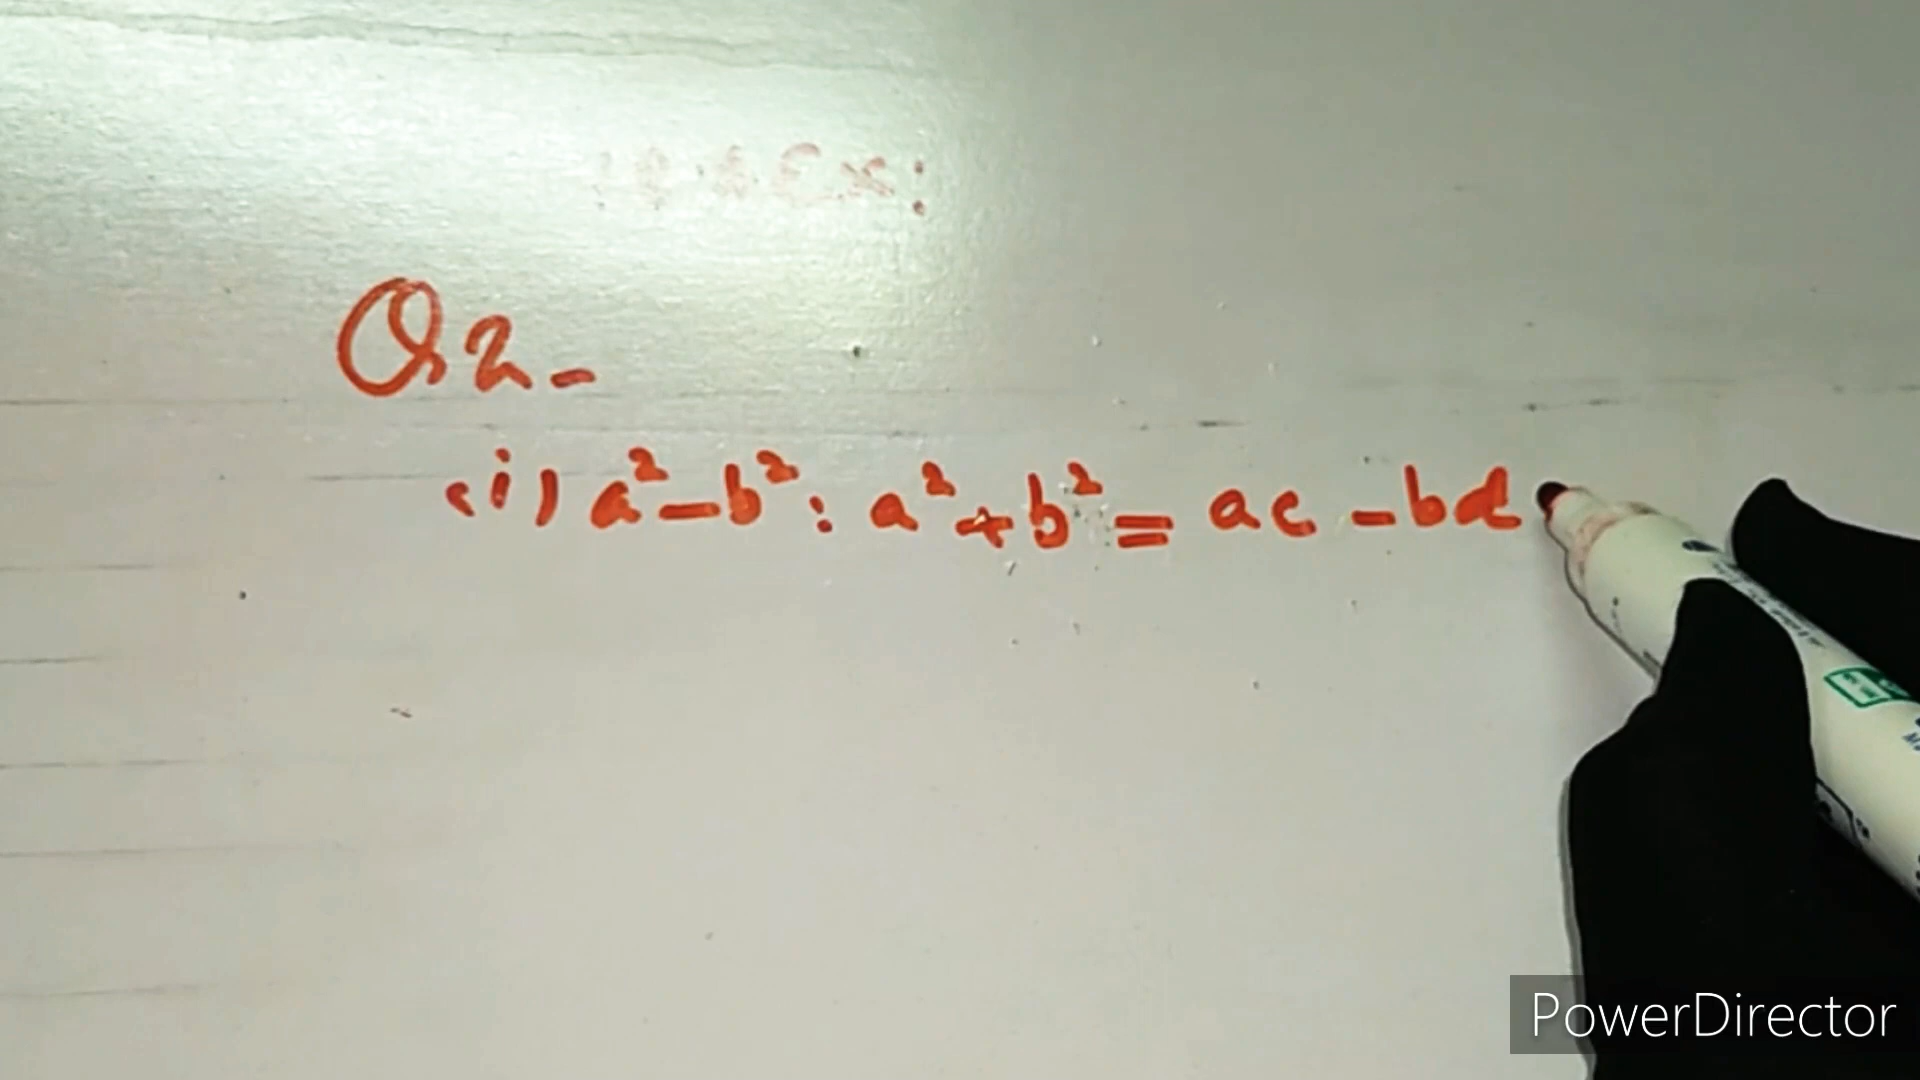 Q2-
(i) a²-b² : a²+b² = ac - bd
PowerDirector